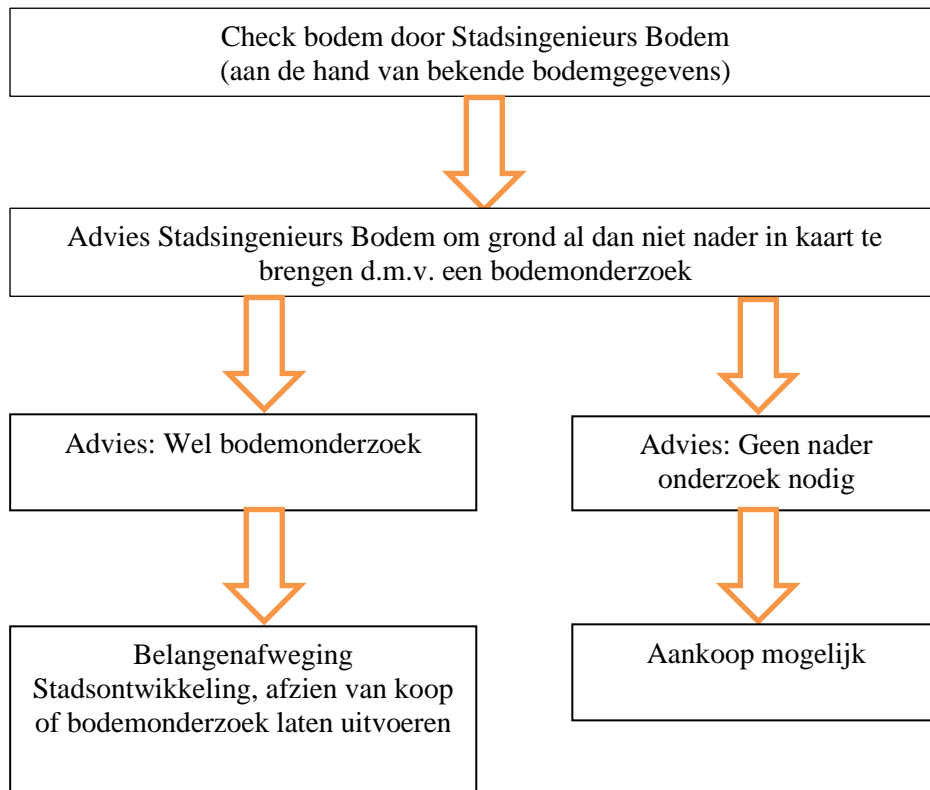 Check bodem door Stadsingenieurs Bodem
(aan de hand van bekende bodemgegevens)
Advies Stadsingenieurs Bodem om grond al dan niet nader in kaart te
brengen d.m.v. een bodemonderzoek
Advies: Wel bodemonderzoek
Advies: Geen nader
onderzoek nodig
Belangenafweging
Stadsontwikkeling, afzien van koop
of bodemonderzoek laten uitvoeren
Aankoop mogelijk